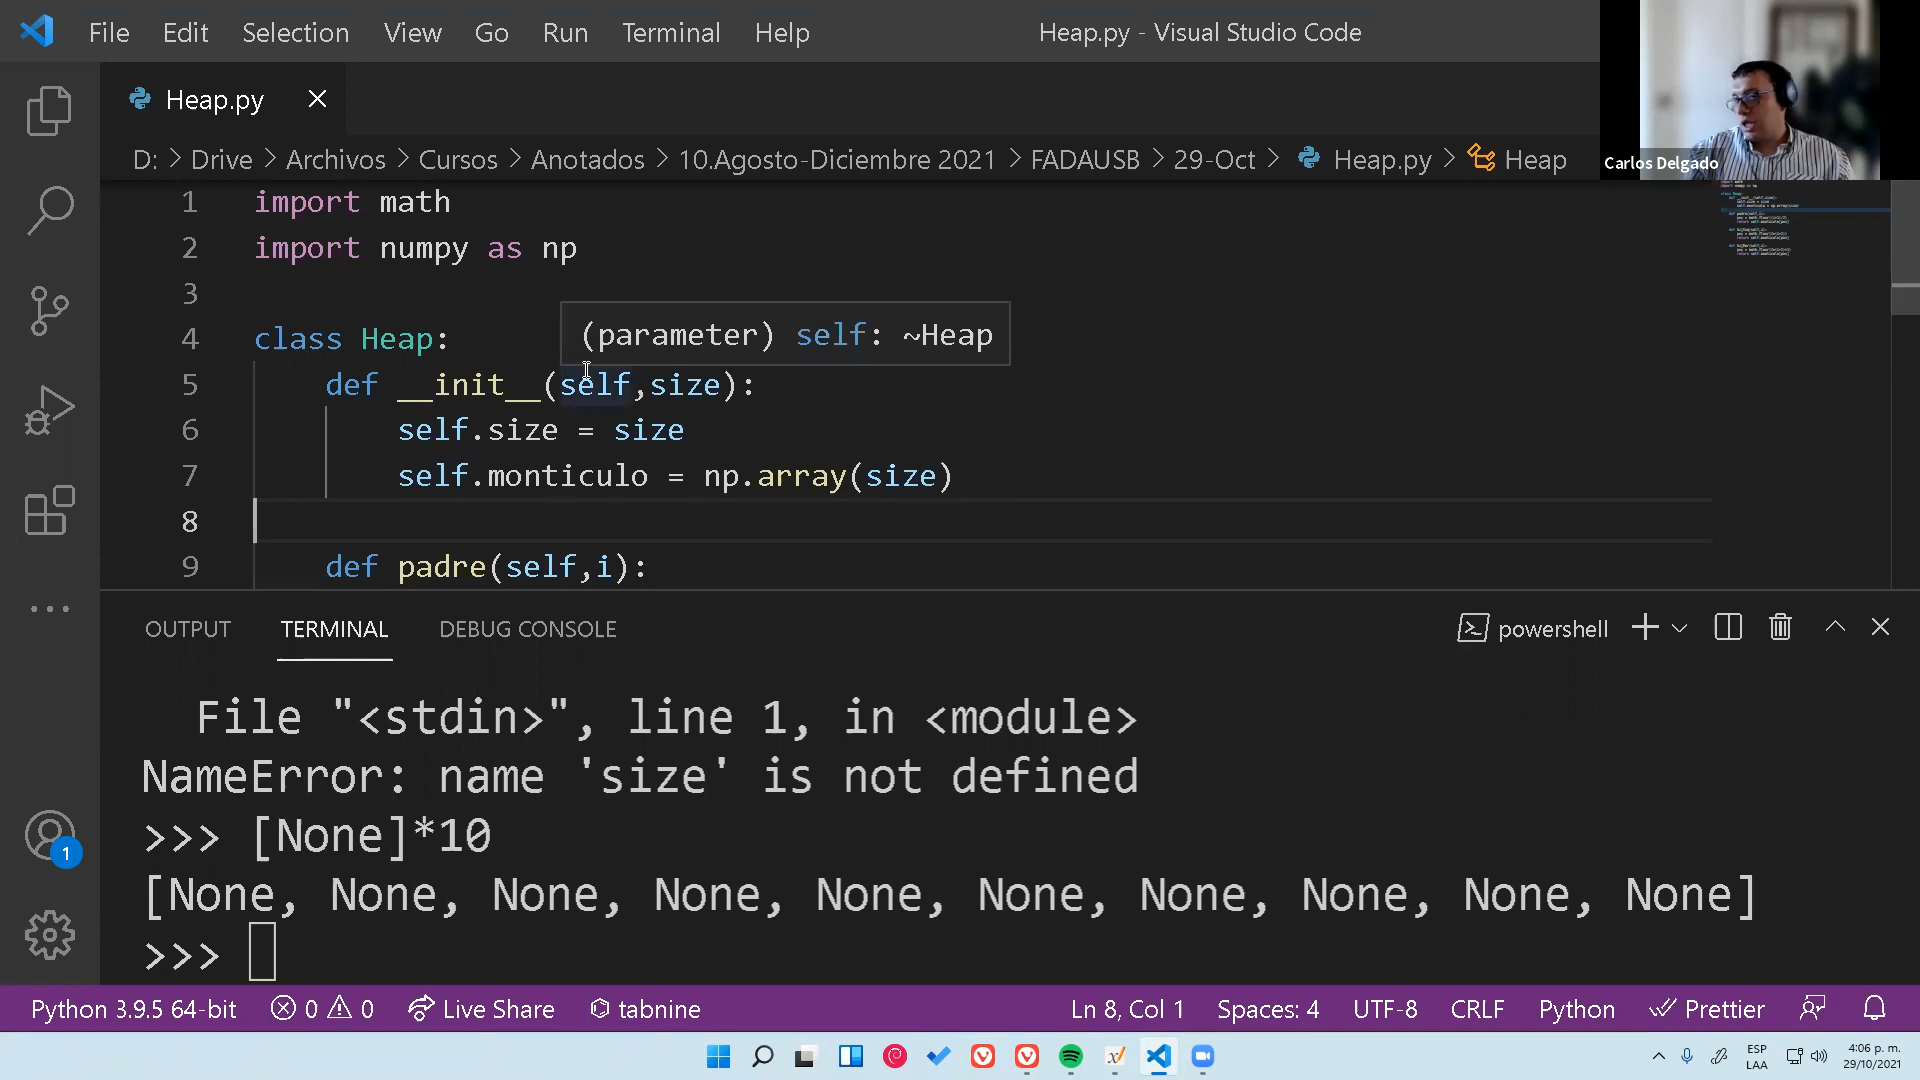 File Edit Selection View Go Run Terminal Help Heap.py - Visual Studio Code
Heap.py
D: > Drive > Archivos > Cursos > Anotados > 10.Agosto-Diciembre 2021 > FADAUSB > 29-Oct > Heap.py > Heap
Carlos Delgado
1 import math
2 import numpy as np
3
(parameter) self: ~Heap
4 class Heap:
5 def __init__(self,size):
6 self.size = size
7 self.monticulo = np.array(size)
8
9 def padre(self,i):
OUTPUT TERMINAL DEBUG CONSOLE powershell
File "<stdin>", line 1, in <module>
NameError: name 'size' is not defined
>>> [None]*10
[None, None, None, None, None, None, None, None, None, None]
>>>
1
Python 3.9.5 64-bit 0 0 Live Share tabnine Ln 8, Col 1 Spaces: 4 UTF-8 CRLF Python Prettier
ESP
LAA
4:06 p. m.
29/10/2021